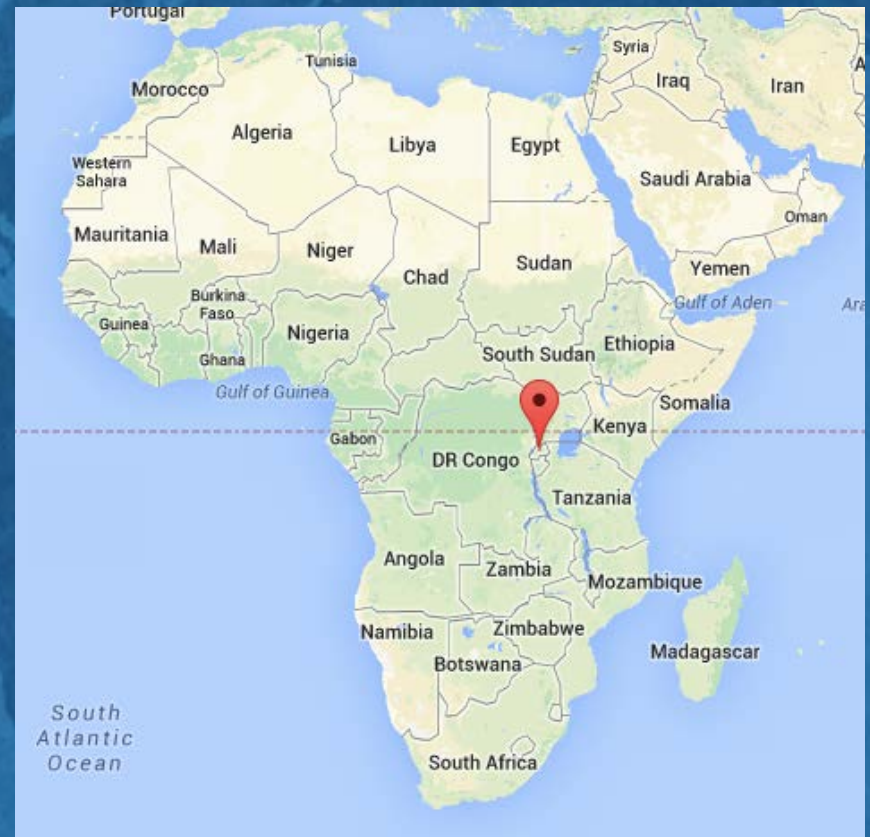 Portugal
Syria
Tunisia
Iraq
Iran
A
Morocco
Algeria
Libya
Egypt
Western
Sahara
Saudi Arabia
Oman
Mauritania
Mali
Niger
Chad
Sudan
Yemen
Burkina
Faso
Gulf of Aden
Ara
Guinea
Nigeria
Ethiopia
Ghana
South Sudan
Gulf of Guinea
Somalia
Kenya
Gabon
DR Congo
Tanzania
Angola
Zambia
Mozambique
Namibia
Zimbabwe
Madagascar
Botswana
South
Atlantic
Ocean
South Africa